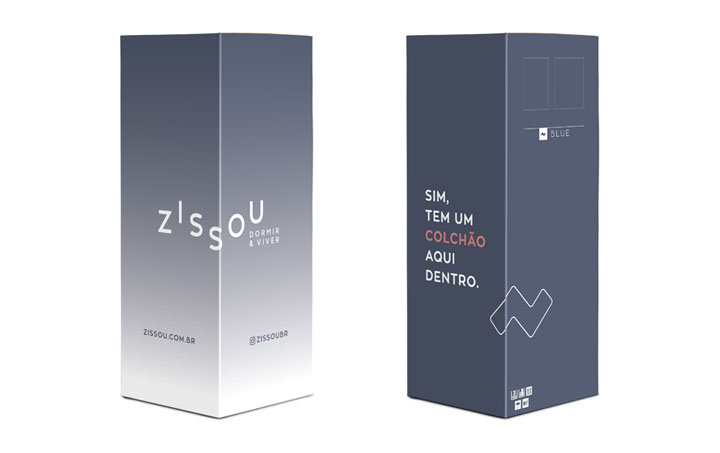 ZISSOU
DORMIR
& VIVER
ZISSOU.COM.BR
@ZISSOUBR
BLUE
SIM,
TEM UM
COLCHÃO
AQUI
DENTRO.